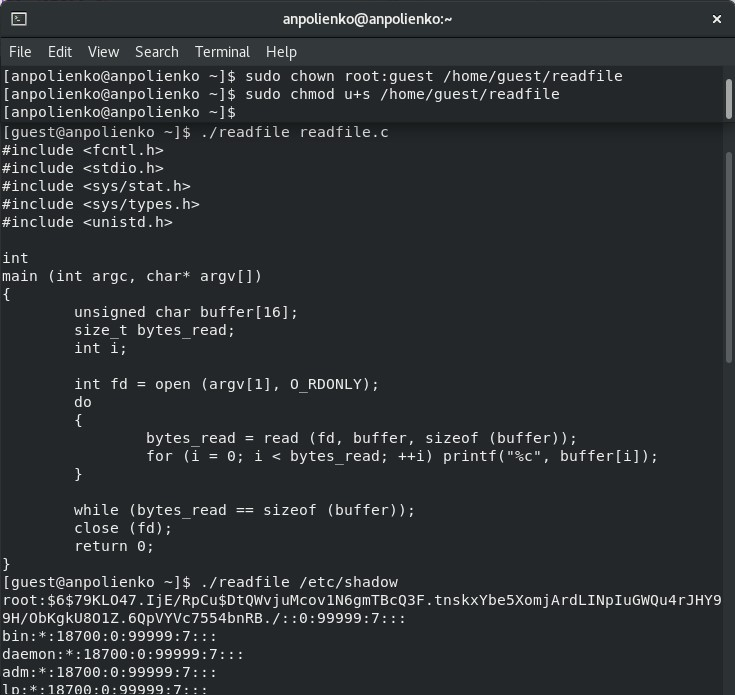 anpolienko@anpolienko:~
File Edit View Search Terminal Help
[anpolienko@anpolienko ~]$ sudo chown root:guest /home/guest/readfile
[anpolienko@anpolienko ~]$ sudo chmod u+s /home/guest/readfile
[anpolienko@anpolienko ~]$
[guest@anpolienko ~]$ ./readfile readfile.c
#include <fcntl.h>
#include <stdio.h>
#include <sys/stat.h>
#include <sys/types.h>
#include <unistd.h>

int
main (int argc, char* argv[])
{
        unsigned char buffer[16];
        size_t bytes_read;
        int i;

        int fd = open (argv[1], O_RDONLY);
        do
        {
                bytes_read = read (fd, buffer, sizeof (buffer));
                for (i = 0; i < bytes_read; ++i) printf("%c", buffer[i]);
        }

        while (bytes_read == sizeof (buffer));
        close (fd);
        return 0;
}
[guest@anpolienko ~]$ ./readfile /etc/shadow
root:$6$79KLO47.IjE/RpCu$DtQWvjuMcov1N6gmTBcQ3F.tnskxYbe5XomjArdLINpIuGWQu4rJHY9
9H/ObKgkU8O1Z.6QpVYVc7554bnRB./::0:99999:7:::
bin:*:18700:0:99999:7:::
daemon:*:18700:0:99999:7:::
adm:*:18700:0:99999:7:::
lp:*:18700:0:99999:7:::